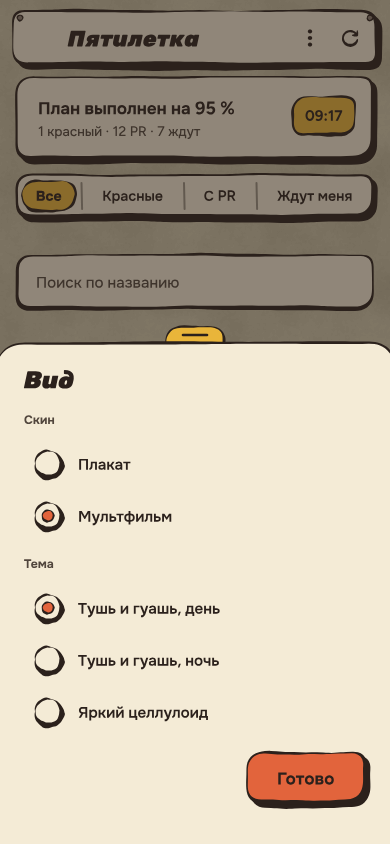 Пятилетка
План выполнен на 95 %
1 красный · 12 PR · 7 ждут
09:17
Все
Красные
С PR
Ждут меня
Поиск по названию
Вид
Скин
Плакат
Мультфильм
Тема
Тушь и гуашь, день
Тушь и гуашь, ночь
Яркий целлулоид
Готово